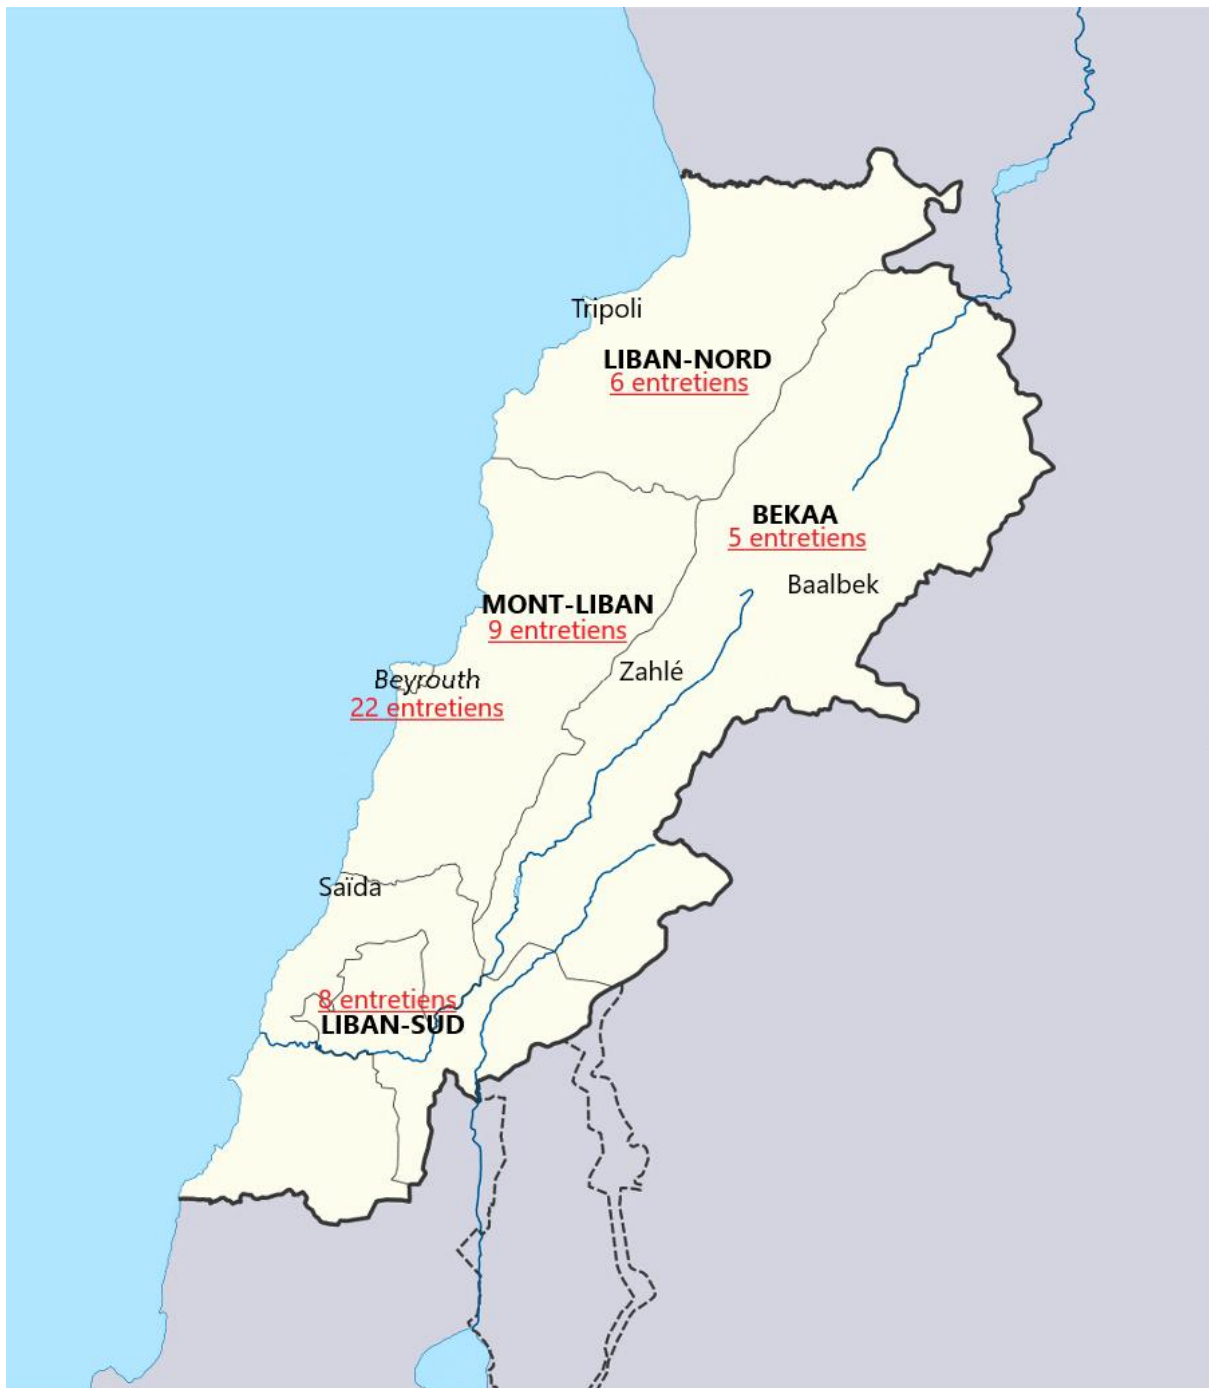 Tripoli
LIBAN-NORD
6 entretiens
BEKAA
5 entretiens
Baalbek
MONT-LIBAN
9 entretiens
Zahlé
Beyrouth
22 entretiens
Saïda
8 entretiens
LIBAN-SUD